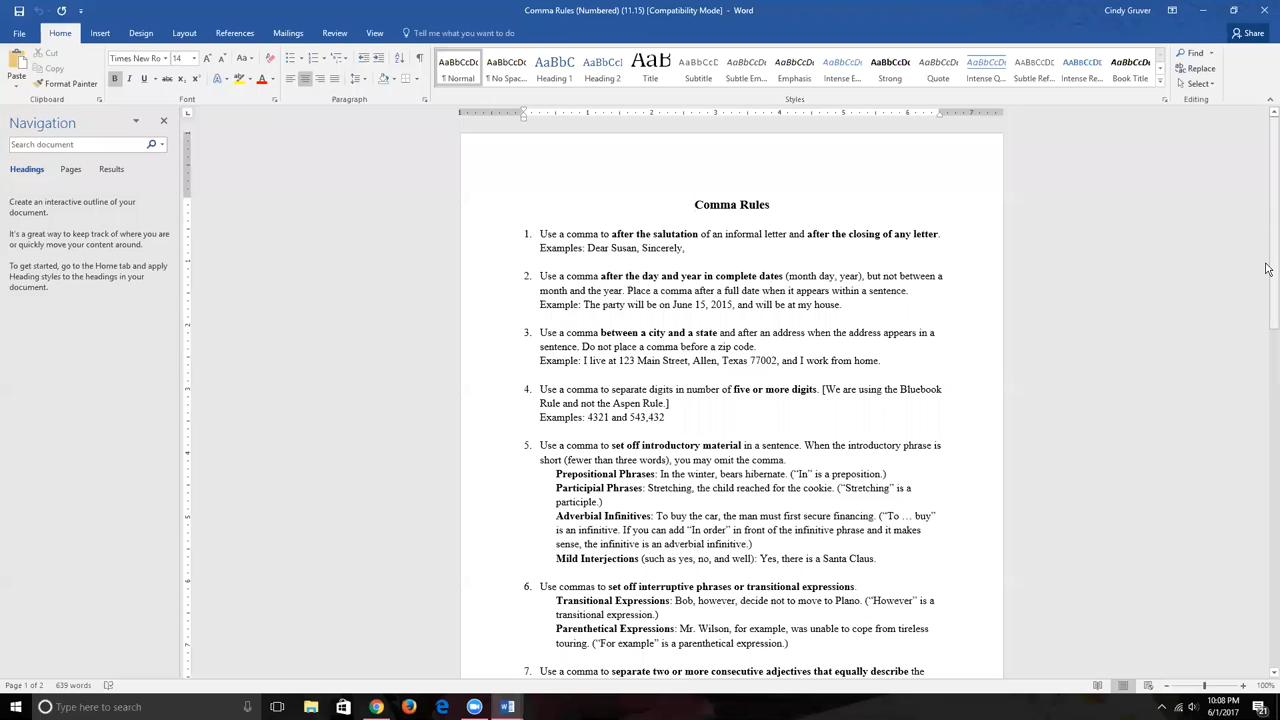 Comma Rules (Numbered) (11.15) [Compatibility Mode] - Word
Cindy Gruver
File Home Insert Design Layout References Mailings Review View Tell me what you want to do Share
Cut
Copy
Format Painter
Paste
Clipboard
Times New Ro 14
Font
Paragraph
AaBbCcDc AaBbCcDc AaBbCc AaBbCcl AaB AaBbCcD AaBbCcDt AaBbCcDt AaBbCcDt AaBbCcDc AaBbCcDt AaBbCcDt AaBbCcDd AaBbCcDd AaBbCcDt
¶ Normal ¶ No Spac... Heading 1 Heading 2 Title Subtitle Subtle Em... Emphasis Intense E... Strong Quote Intense Q... Subtle Ref... Intense Re... Book Title
Styles
Find
Replace
Select
Editing
Navigation
Search document
Headings Pages Results
Create an interactive outline of your
document.
It's a great way to keep track of where you are
or quickly move your content around.
To get started, go to the Home tab and apply
Heading styles to the headings in your
document.
Comma Rules
1. Use a comma to after the salutation of an informal letter and after the closing of any letter.
Examples: Dear Susan, Sincerely,
2. Use a comma after the day and year in complete dates (month day, year), but not between a
month and the year. Place a comma after a full date when it appears within a sentence.
Example: The party will be on June 15, 2015, and will be at my house.
3. Use a comma between a city and a state and after an address when the address appears in a
sentence. Do not place a comma before a zip code.
Example: I live at 123 Main Street, Allen, Texas 77002, and I work from home.
4. Use a comma to separate digits in number of five or more digits. [We are using the Bluebook
Rule and not the Aspen Rule.]
Examples: 4321 and 543,432
5. Use a comma to set off introductory material in a sentence. When the introductory phrase is
short (fewer than three words), you may omit the comma.
Prepositional Phrases: In the winter, bears hibernate. (“In” is a preposition.)
Participial Phrases: Stretching, the child reached for the cookie. (“Stretching” is a
participle.)
Adverbial Infinitives: To buy the car, the man must first secure financing. (“To … buy”
is an infinitive. If you can add “In order” in front of the infinitive phrase and it makes
sense, the infinitive is an adverbial infinitive.)
Mild Interjections (such as yes, no, and well): Yes, there is a Santa Claus.
6. Use commas to set off interruptive phrases or transitional expressions.
Transitional Expressions: Bob, however, decide not to move to Plano. (“However” is a
transitional expression.)
Parenthetical Expressions: Mr. Wilson, for example, was unable to cope from tireless
touring. (“For example” is a parenthetical expression.)
7. Use a comma to separate two or more consecutive adjectives that equally describe the
Page 1 of 2 639 words
100%
Type here to search
10:08 PM
6/1/2017
21